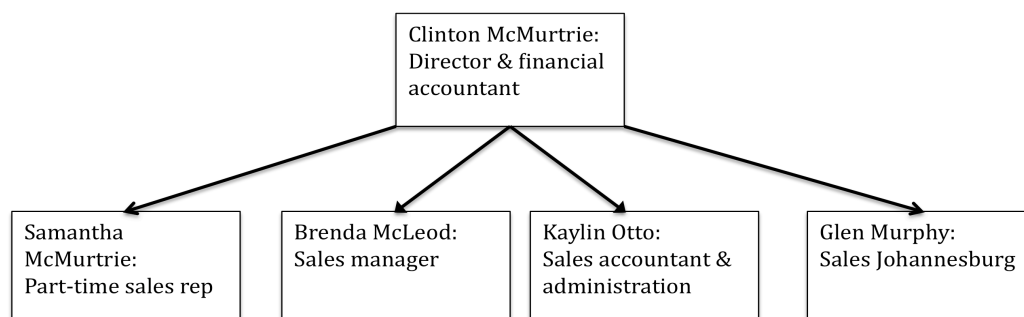 Clinton McMurtrie:
Director & financial
accountant
Samantha
McMurtrie:
Part-time sales rep
Brenda McLeod:
Sales manager
Kaylin Otto:
Sales accountant &
administration
Glen Murphy:
Sales Johannesburg